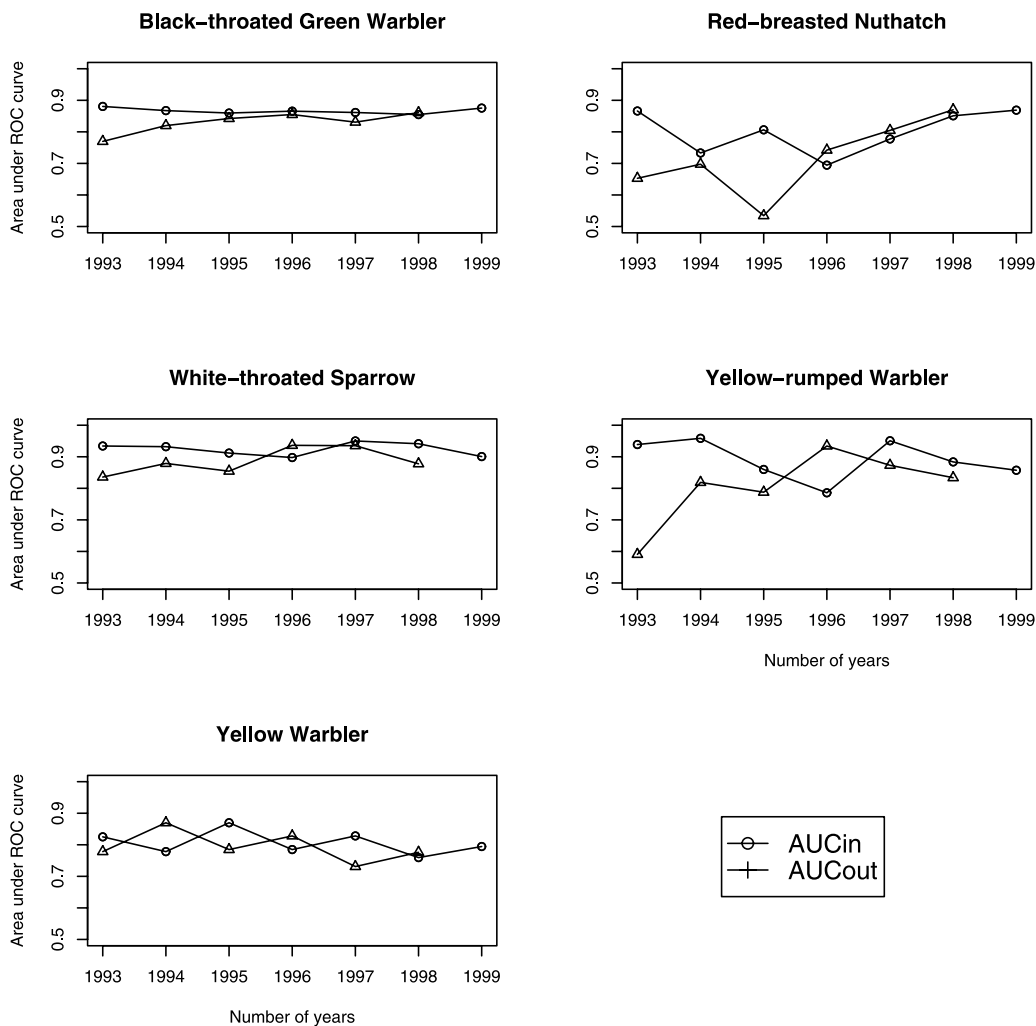 Black−throated Green Warbler
Area under ROC curve
0.9
0.7
0.5
1993 1994 1995 1996 1997 1998 1999
Red−breasted Nuthatch
0.9
0.7
0.5
1993 1994 1995 1996 1997 1998 1999
White−throated Sparrow
Area under ROC curve
0.9
0.7
0.5
1993 1994 1995 1996 1997 1998 1999
Yellow−rumped Warbler
0.9
0.7
0.5
1993 1994 1995 1996 1997 1998 1999
Number of years
Yellow Warbler
Area under ROC curve
0.9
0.7
0.5
1993 1994 1995 1996 1997 1998 1999
Number of years
AUCin
AUCout